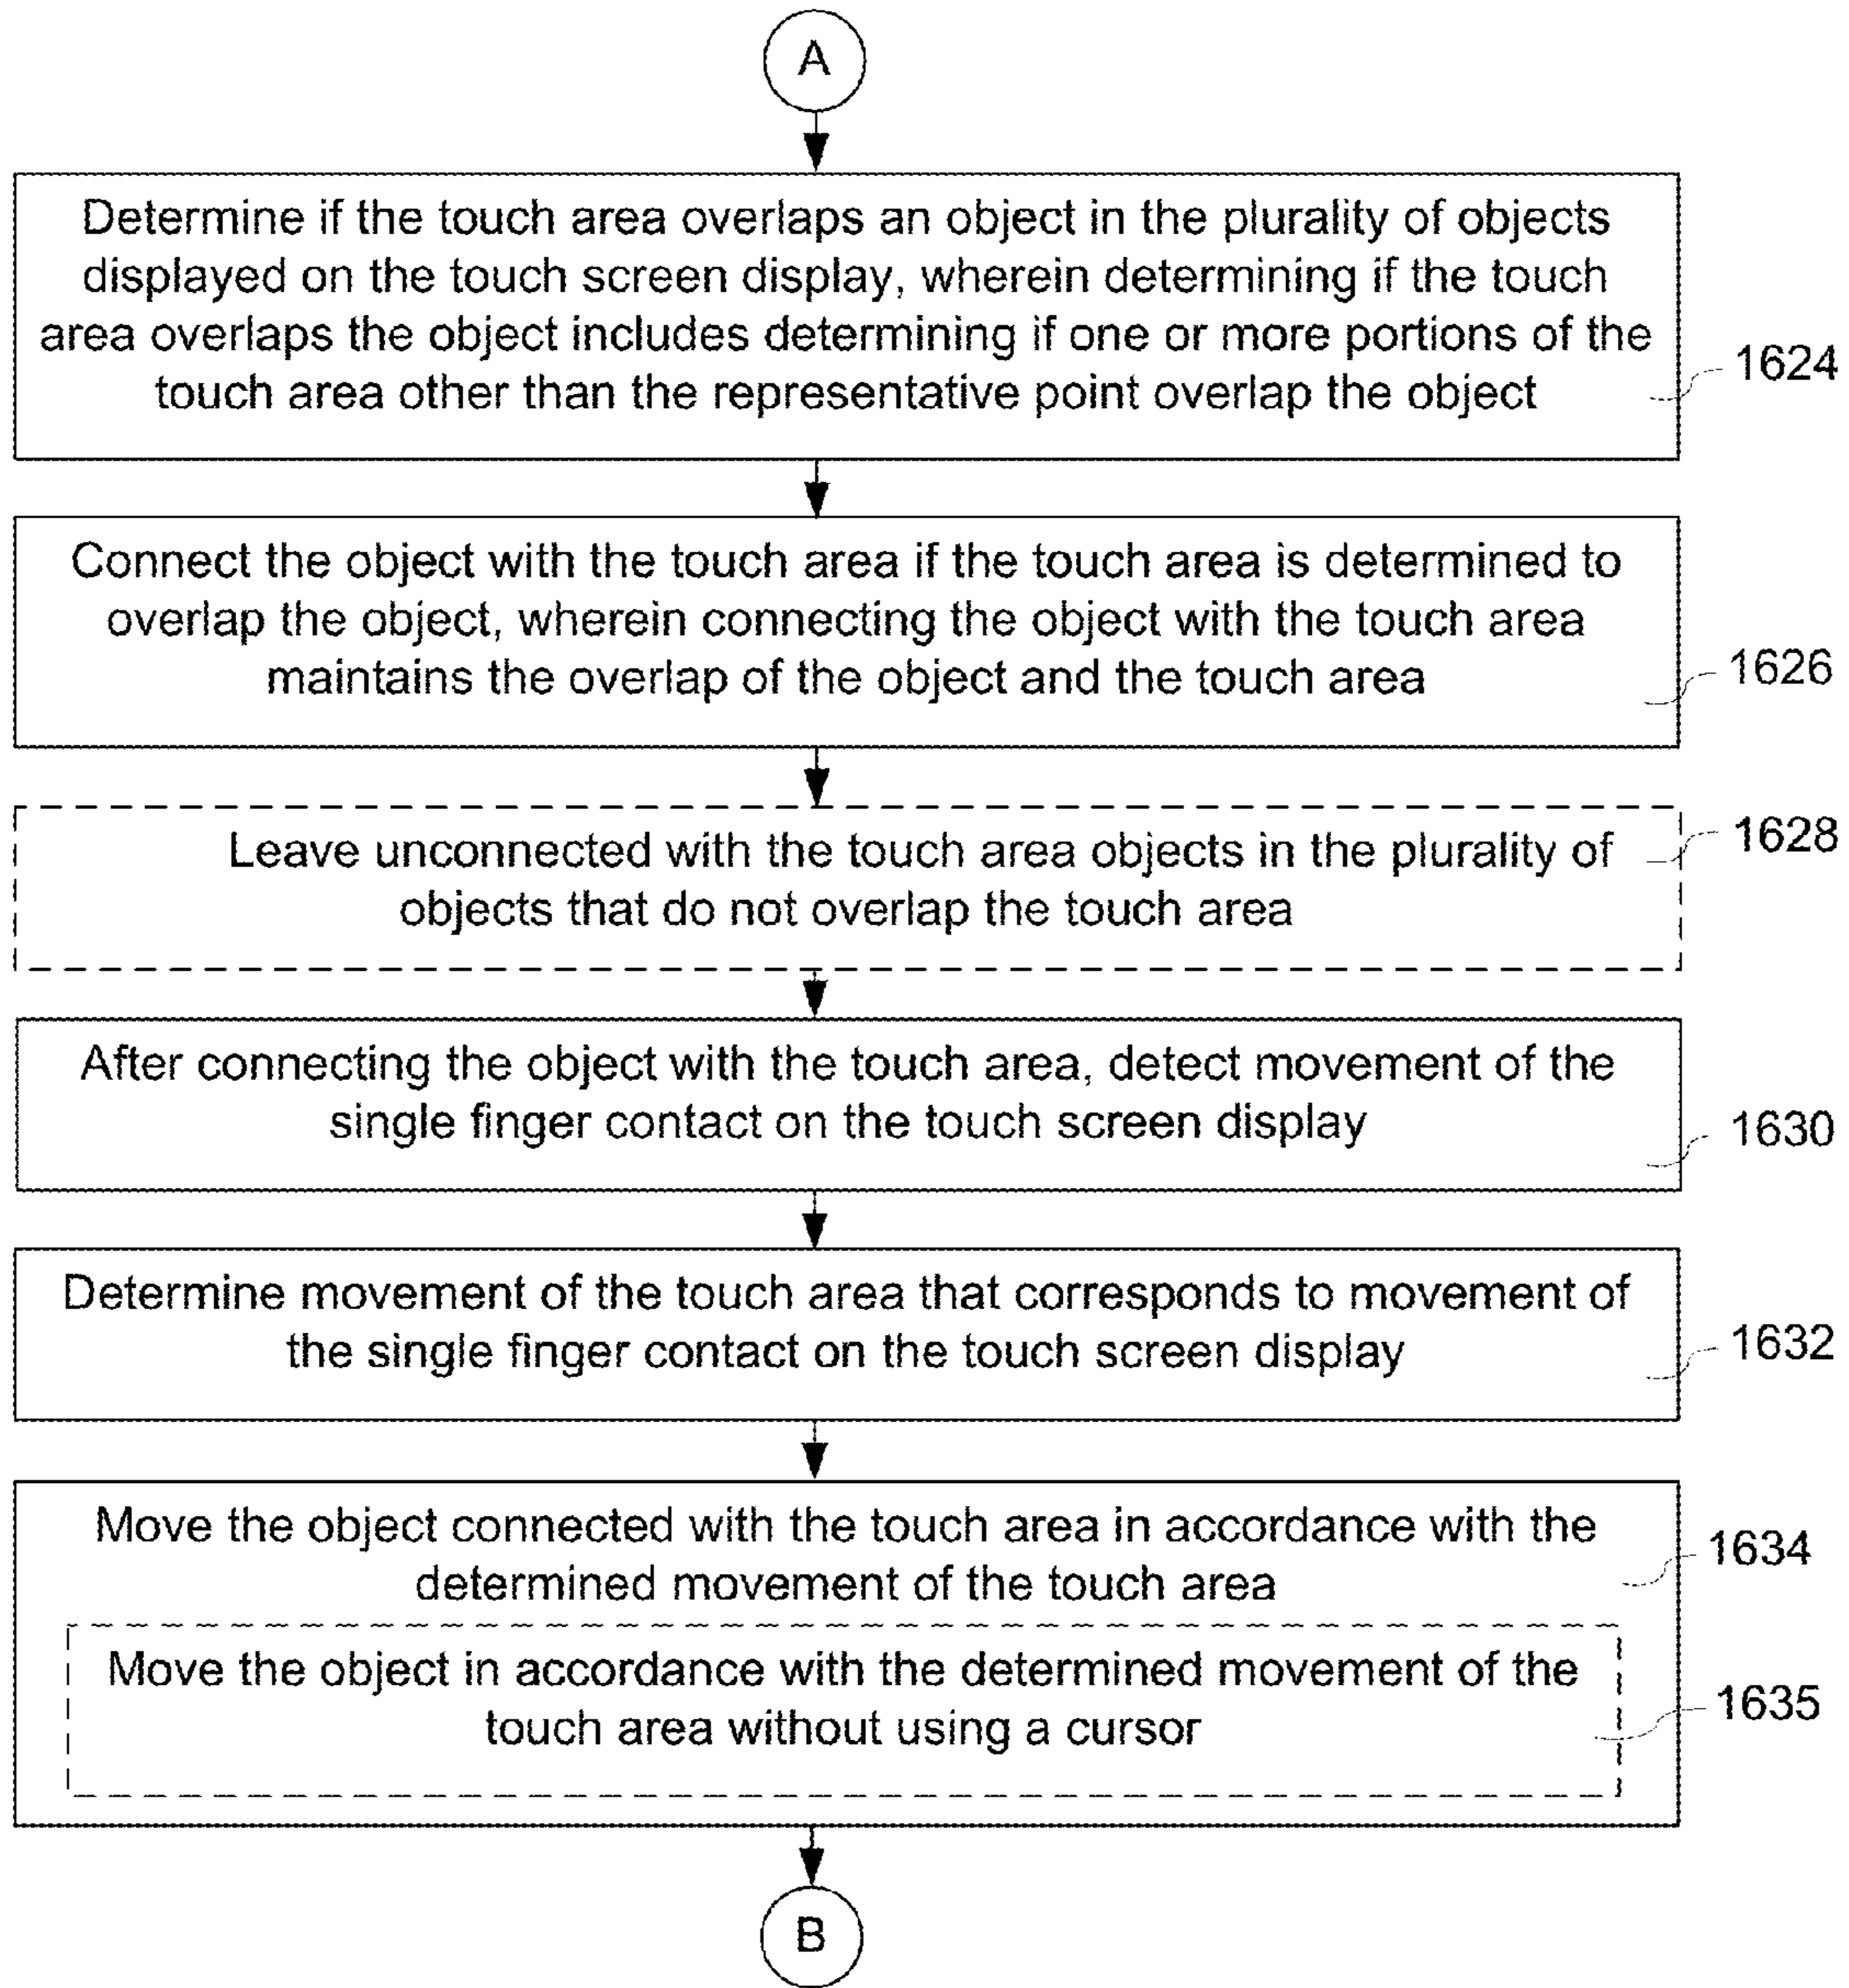 A
Determine if the touch area overlaps an object in the plurality of objects
displayed on the touch screen display, wherein determining if the touch
area overlaps the object includes determining if one or more portions of the
touch area other than the representative point overlap the object
1624
Connect the object with the touch area if the touch area is determined to
overlap the object, wherein connecting the object with the touch area
maintains the overlap of the object and the touch area
1626
Leave unconnected with the touch area objects in the plurality of
objects that do not overlap the touch area
1628
After connecting the object with the touch area, detect movement of the
single finger contact on the touch screen display
1630
Determine movement of the touch area that corresponds to movement of
the single finger contact on the touch screen display
1632
Move the object connected with the touch area in accordance with the
determined movement of the touch area
1634
Move the object in accordance with the determined movement of the
touch area without using a cursor
1635
B